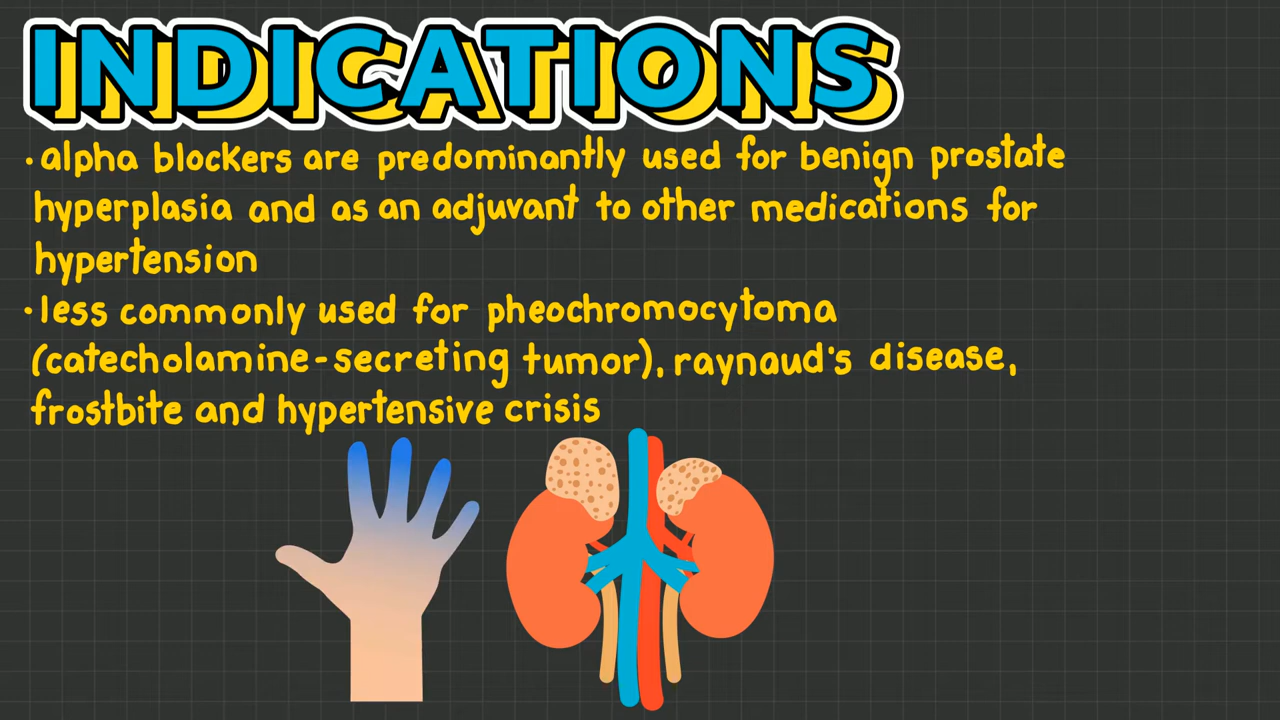 INDICATIONS
• alpha blockers are predominantly used for benign prostate
hyperplasia and as an adjuvant to other medications for
hypertension
• less commonly used for pheochromocytoma
(catecholamine-secreting tumor), raynaud's disease,
frostbite and hypertensive crisis